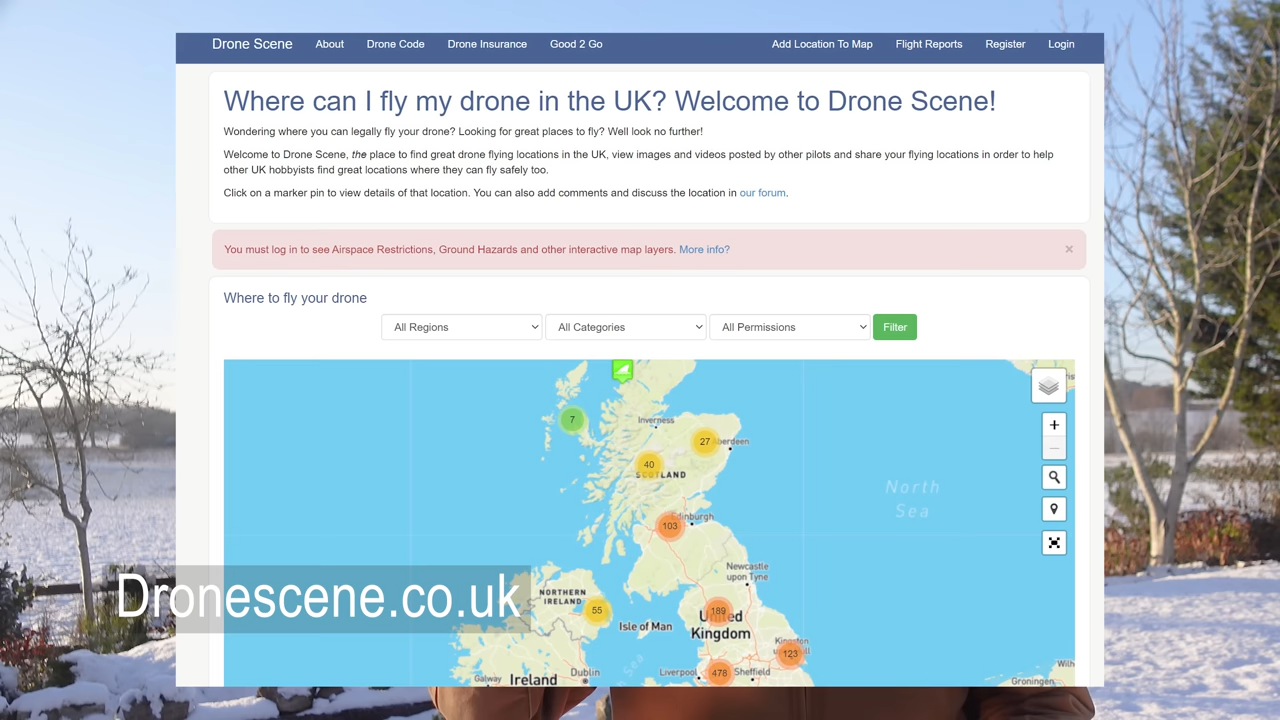 Drone Scene About Drone Code Drone Insurance Good 2 Go Add Location To Map Flight Reports Register Login
Where can I fly my drone in the UK? Welcome to Drone Scene!
Wondering where you can legally fly your drone? Looking for great places to fly? Well look no further!
Welcome to Drone Scene, the place to find great drone flying locations in the UK, view images and videos posted by other pilots and share your flying locations in order to help
other UK hobbyists find great locations where they can fly safely too.
Click on a marker pin to view details of that location. You can also add comments and discuss the location in our forum.
You must log in to see Airspace Restrictions, Ground Hazards and other interactive map layers. More info? ×
Where to fly your drone
All Regions All Categories All Permissions Filter
7
Inverness
27
Aberdeen
40
SCOTLAND
North
Sea
103
Edinburgh
Newcastle
upon Tyne
Dronescene.co.uk
NORTHERN
IRELAND
55
Isle of Man
189
United
Kingdom
123
478
Liverpool
Sheffield
Dublin
Sea
Galway
Ireland
Groningen
+
−